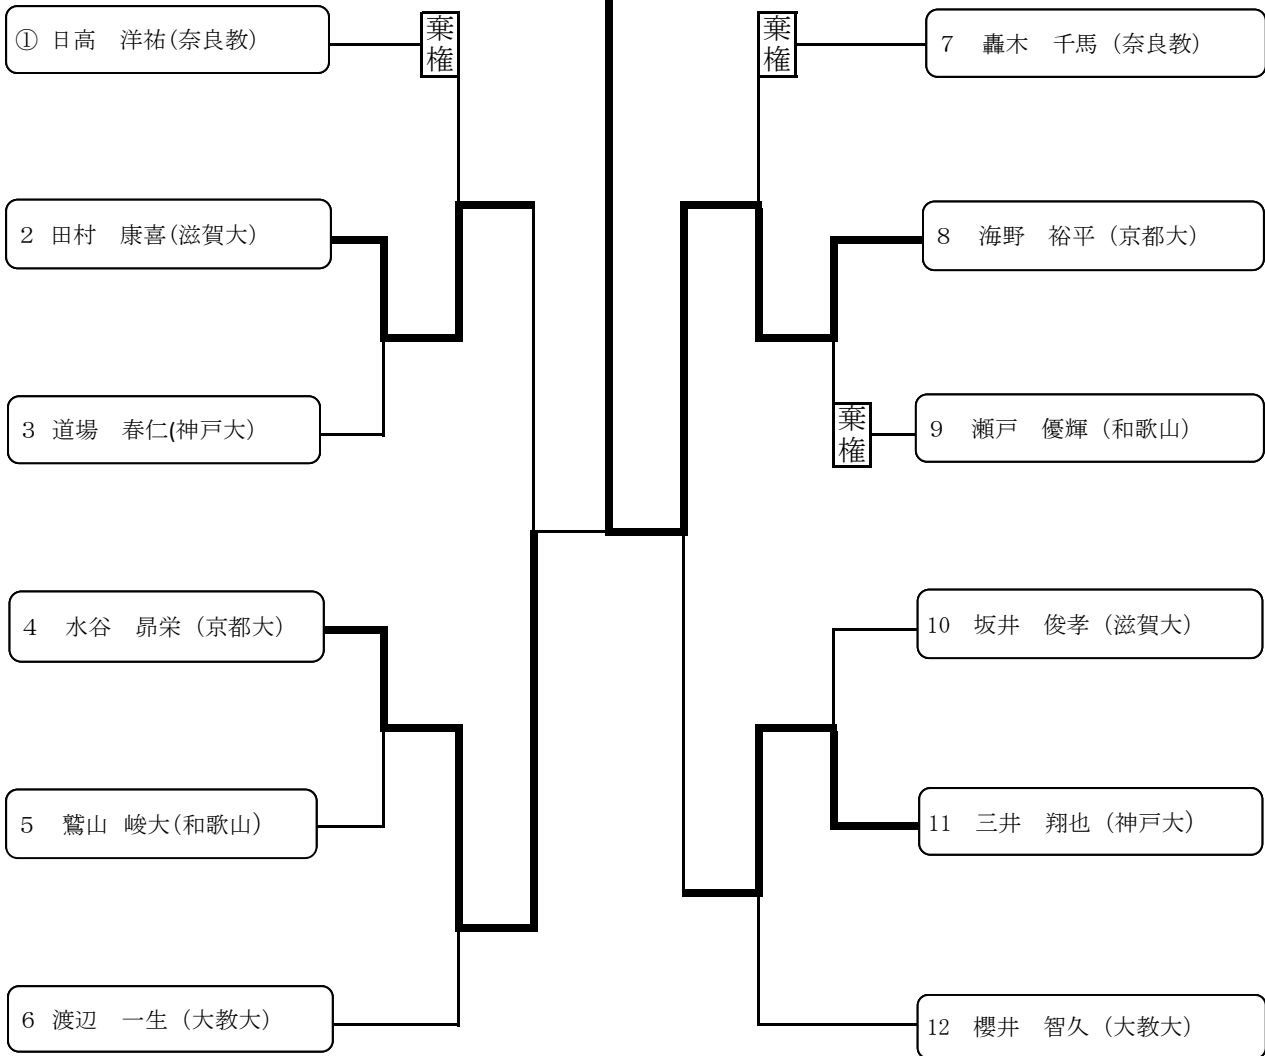 ① 日高　洋祐(奈良教)
棄権
2 田村　康喜(滋賀大)
3 道場　春仁(神戸大)
4　水谷　昴栄（京都大）
5　鷲山 峻大(和歌山)
6 渡辺　一生（大教大）
棄権
7　轟木　千馬（奈良教）
8　海野　裕平（京都大）
棄権
9　瀬戸　優輝（和歌山）
10　坂井　俊孝（滋賀大）
11　三井　翔也（神戸大）
12　櫻井　智久（大教大）